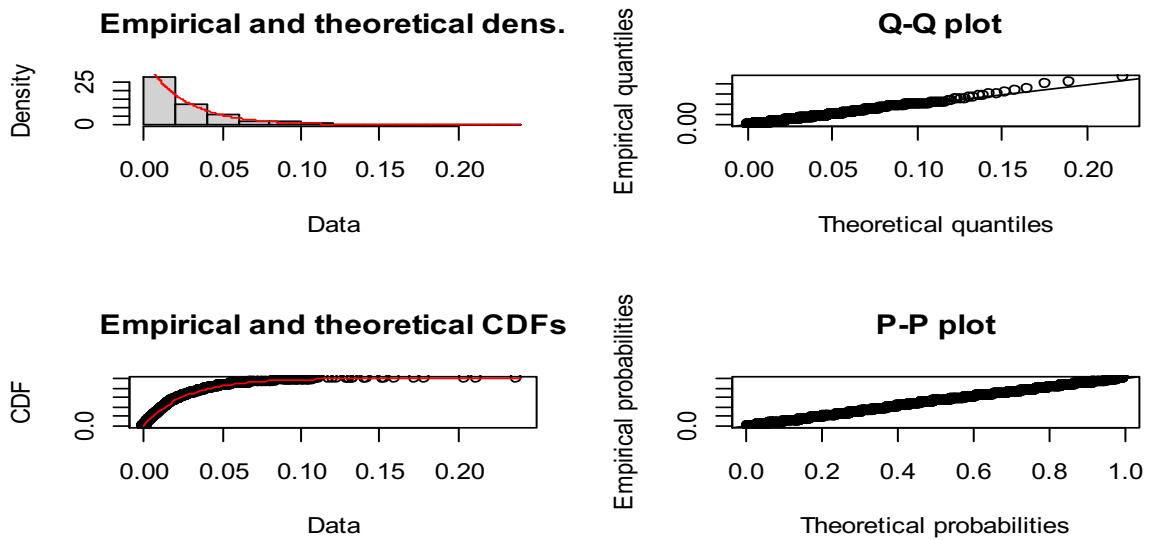 Empirical and theoretical dens.
Density
25
0
0.00 0.05 0.10 0.15 0.20
Data
Q-Q plot
Empirical quantiles
0.00
0.00 0.05 0.10 0.15 0.20
Theoretical quantiles
Empirical and theoretical CDFs
CDF
0.0
0.00 0.05 0.10 0.15 0.20
Data
P-P plot
Empirical probabilities
0.0
0.0 0.2 0.4 0.6 0.8 1.0
Theoretical probabilities